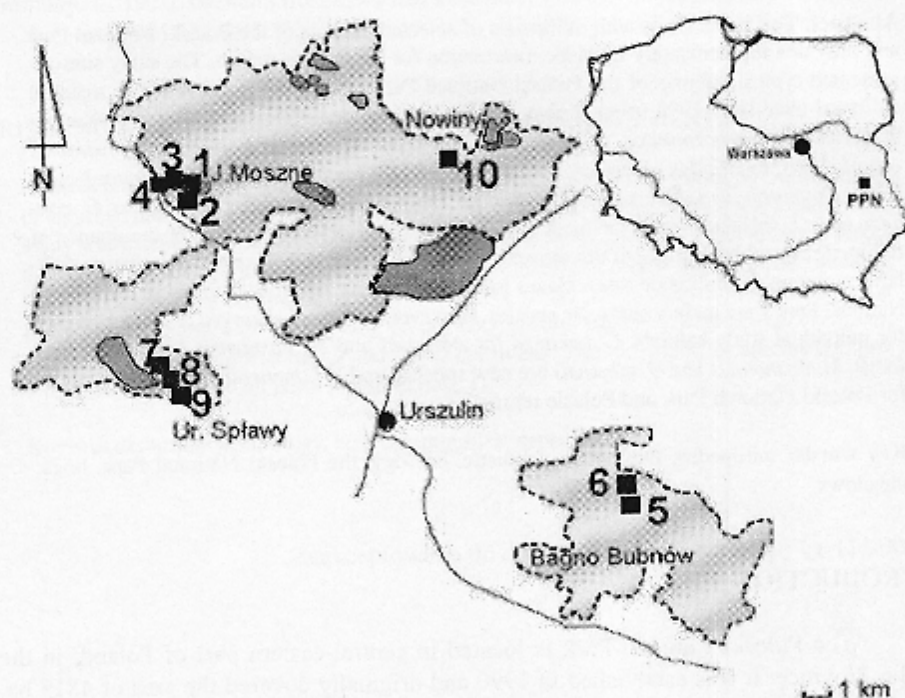 N
Nowiny
10
3
1
J. Moszne
4
2
Warszawa
PPN
7
8
9
Ur. Spławy
Urszulin
6
5
Bagno Bubnów
1 km